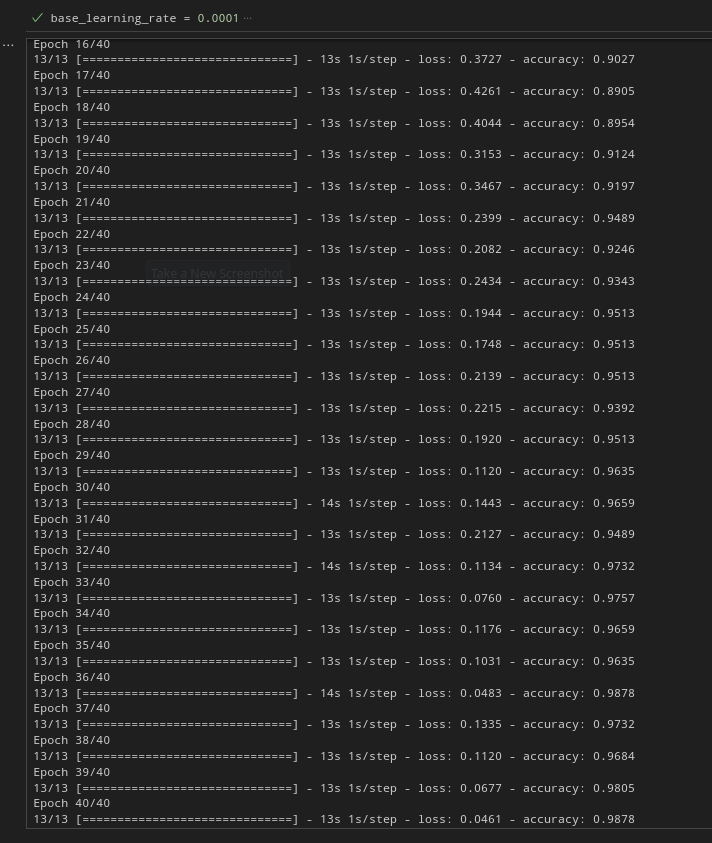 base_learning_rate = 0.0001 ···
Epoch 16/40
13/13 [==============================] - 13s 1s/step - loss: 0.3727 - accuracy: 0.9027
Epoch 17/40
13/13 [==============================] - 13s 1s/step - loss: 0.4261 - accuracy: 0.8905
Epoch 18/40
13/13 [==============================] - 13s 1s/step - loss: 0.4044 - accuracy: 0.8954
Epoch 19/40
13/13 [==============================] - 13s 1s/step - loss: 0.3153 - accuracy: 0.9124
Epoch 20/40
13/13 [==============================] - 13s 1s/step - loss: 0.3467 - accuracy: 0.9197
Epoch 21/40
13/13 [==============================] - 13s 1s/step - loss: 0.2399 - accuracy: 0.9489
Epoch 22/40
13/13 [==============================] - 13s 1s/step - loss: 0.2082 - accuracy: 0.9246
Epoch 23/40
Take a New Screenshot
13/13 [==============================] - 13s 1s/step - loss: 0.2434 - accuracy: 0.9343
Epoch 24/40
13/13 [==============================] - 13s 1s/step - loss: 0.1944 - accuracy: 0.9513
Epoch 25/40
13/13 [==============================] - 13s 1s/step - loss: 0.1748 - accuracy: 0.9513
Epoch 26/40
13/13 [==============================] - 13s 1s/step - loss: 0.2139 - accuracy: 0.9513
Epoch 27/40
13/13 [==============================] - 13s 1s/step - loss: 0.2215 - accuracy: 0.9392
Epoch 28/40
13/13 [==============================] - 13s 1s/step - loss: 0.1920 - accuracy: 0.9513
Epoch 29/40
13/13 [==============================] - 13s 1s/step - loss: 0.1120 - accuracy: 0.9635
Epoch 30/40
13/13 [==============================] - 14s 1s/step - loss: 0.1443 - accuracy: 0.9659
Epoch 31/40
13/13 [==============================] - 13s 1s/step - loss: 0.2127 - accuracy: 0.9489
Epoch 32/40
13/13 [==============================] - 14s 1s/step - loss: 0.1134 - accuracy: 0.9732
Epoch 33/40
13/13 [==============================] - 13s 1s/step - loss: 0.0760 - accuracy: 0.9757
Epoch 34/40
13/13 [==============================] - 13s 1s/step - loss: 0.1176 - accuracy: 0.9659
Epoch 35/40
13/13 [==============================] - 13s 1s/step - loss: 0.1031 - accuracy: 0.9635
Epoch 36/40
13/13 [==============================] - 14s 1s/step - loss: 0.0483 - accuracy: 0.9878
Epoch 37/40
13/13 [==============================] - 13s 1s/step - loss: 0.1335 - accuracy: 0.9732
Epoch 38/40
13/13 [==============================] - 13s 1s/step - loss: 0.1120 - accuracy: 0.9684
Epoch 39/40
13/13 [==============================] - 13s 1s/step - loss: 0.0677 - accuracy: 0.9805
Epoch 40/40
13/13 [==============================] - 13s 1s/step - loss: 0.0461 - accuracy: 0.9878